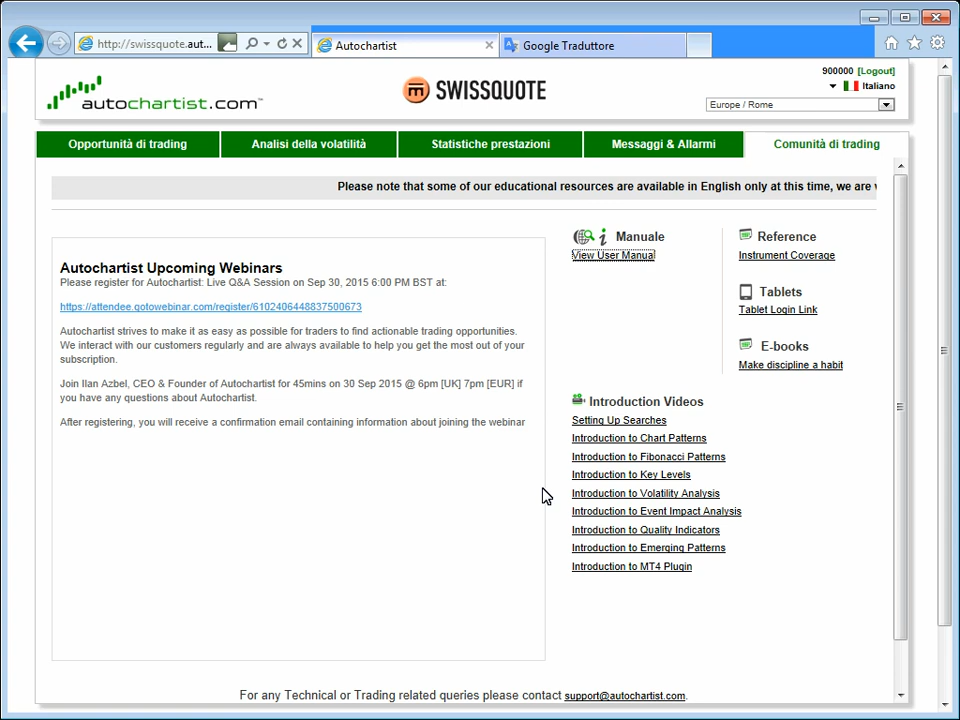 http://swissquote.aut...
Autochartist
Google Traduttore
autochartist.com™
SWISSQUOTE
900000 [Logout]
Italiano
Europe / Rome
Opportunità di trading
Analisi della volatilità
Statistiche prestazioni
Messaggi & Allarmi
Comunità di trading
Please note that some of our educational resources are available in English only at this time, we are
Autochartist Upcoming Webinars
Please register for Autochartist: Live Q&A Session on Sep 30, 2015 6:00 PM BST at:
https://attendee.gotowebinar.com/register/6102406448837500673
Autochartist strives to make it as easy as possible for traders to find actionable trading opportunities.
We interact with our customers regularly and are always available to help you get the most out of your
subscription.
Join Ilan Azbel, CEO & Founder of Autochartist for 45mins on 30 Sep 2015 @ 6pm [UK] 7pm [EUR] if
you have any questions about Autochartist.
After registering, you will receive a confirmation email containing information about joining the webinar
Manuale
View User Manual
Reference
Instrument Coverage
Tablets
Tablet Login Link
E-books
Make discipline a habit
Introduction Videos
Setting Up Searches
Introduction to Chart Patterns
Introduction to Fibonacci Patterns
Introduction to Key Levels
Introduction to Volatility Analysis
Introduction to Event Impact Analysis
Introduction to Quality Indicators
Introduction to Emerging Patterns
Introduction to MT4 Plugin
For any Technical or Trading related queries please contact support@autochartist.com.